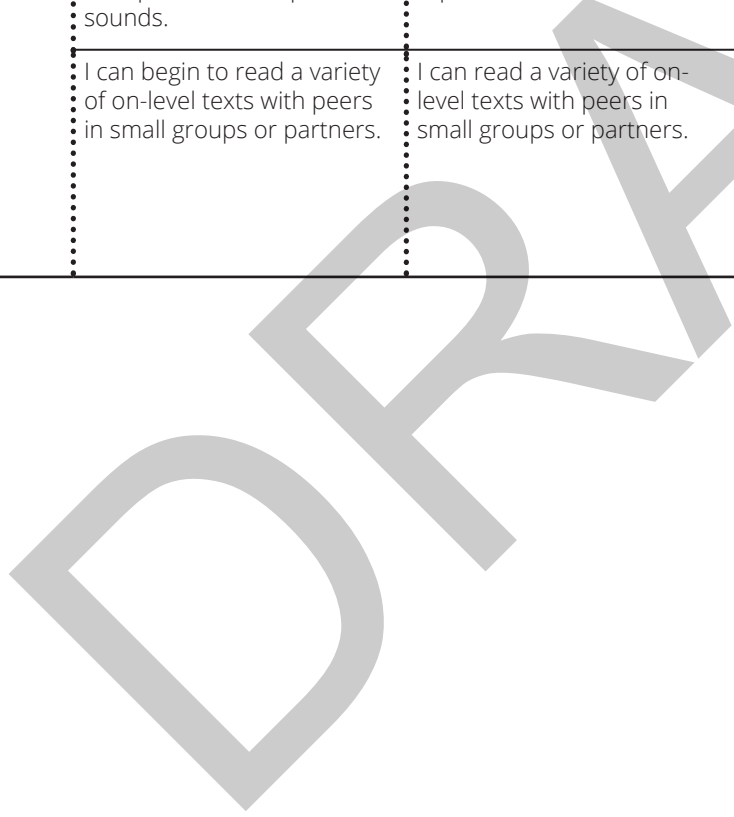 sounds.
I can begin to read a variety
of on-level texts with peers
in small groups or partners.
I can read a variety of on-
level texts with peers in
small groups or partners.
DRA